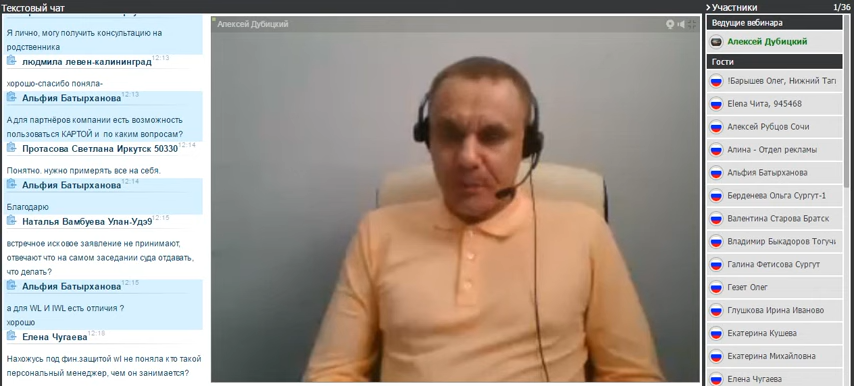 Текстовый чат
Я лично, могу получить консультацию на
родственника
людмила левен-калининград 12:13
хорошо-спасибо поняла-
Альфия Батырханова 12:13
А для партнёров компании есть возможность
пользоваться КАРТОЙ и по каким вопросам?
Протасова Светлана Иркутск 50330 12:14
Понятно. нужно примерять все на себя.
Альфия Батырханова 12:14
Благодарю
Наталья Вамбуева Улан-Удэ9 12:15
встречное исковое заявление не принимают,
отвечают что на самом заседании суда отдавать,
что делать?
Альфия Батырханова 12:15
а для WL И IWL есть отличия ?
хорошо
Елена Чугаева 12:16
Нахожусь под фин.защитой wl не поняла кто такой
персональный менеджер, чем он занимается?
Алексей Дубицкий
Участники 1/36
Ведущие вебинара
Алексей Дубицкий
Гости
!Барышев Олег, Нижний Таги
Elena Чита, 945468
Алексей Рубцов Сочи
Алина - Отдел рекламы
Альфия Батырханова
Берденева Ольга Сургут-1
Валентина Старова Братск
Владимир Быкадоров Тогучи
Галина Фетисова Сургут
Гезет Олег
Глушкова Ирина Иваново
Екатерина Кушева
Екатерина Михайловна
Елена Чугаева